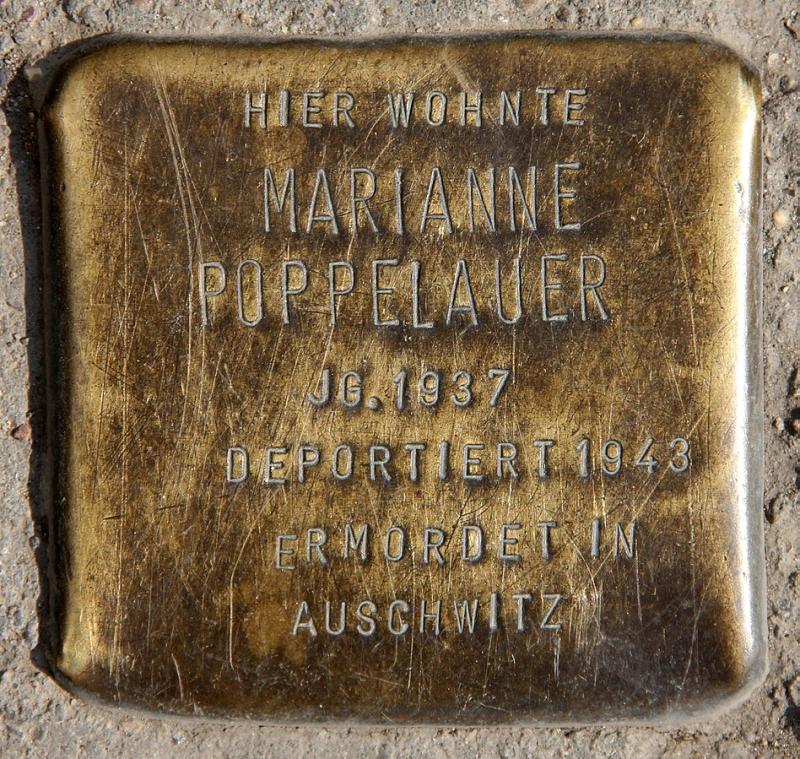 HIER WOHNTE
MARIANNE
POPPELAUER
JG. 1937
DEPORTIERT 1943
ERMORDET IN
AUSCHWITZ